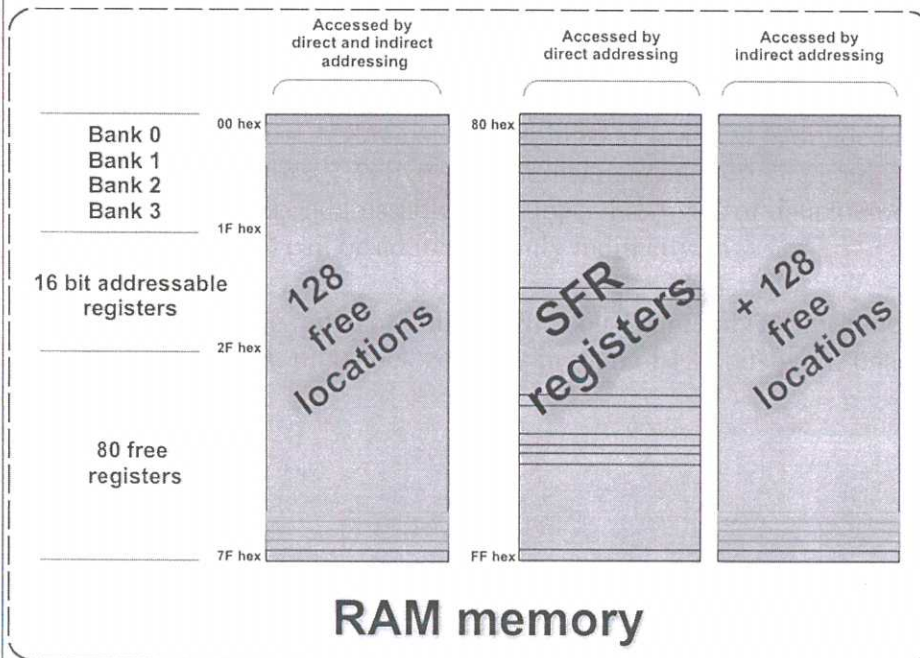 Accessed by
direct and indirect
addressing
Accessed by
direct addressing
Accessed by
indirect addressing
Bank 0
Bank 1
Bank 2
Bank 3
16 bit addressable
registers
80 free
registers
00 hex
1F hex
2F hex
7F hex
128
free
locations
80 hex
FF hex
SFR
registers
+ 128
free
locations
RAM memory